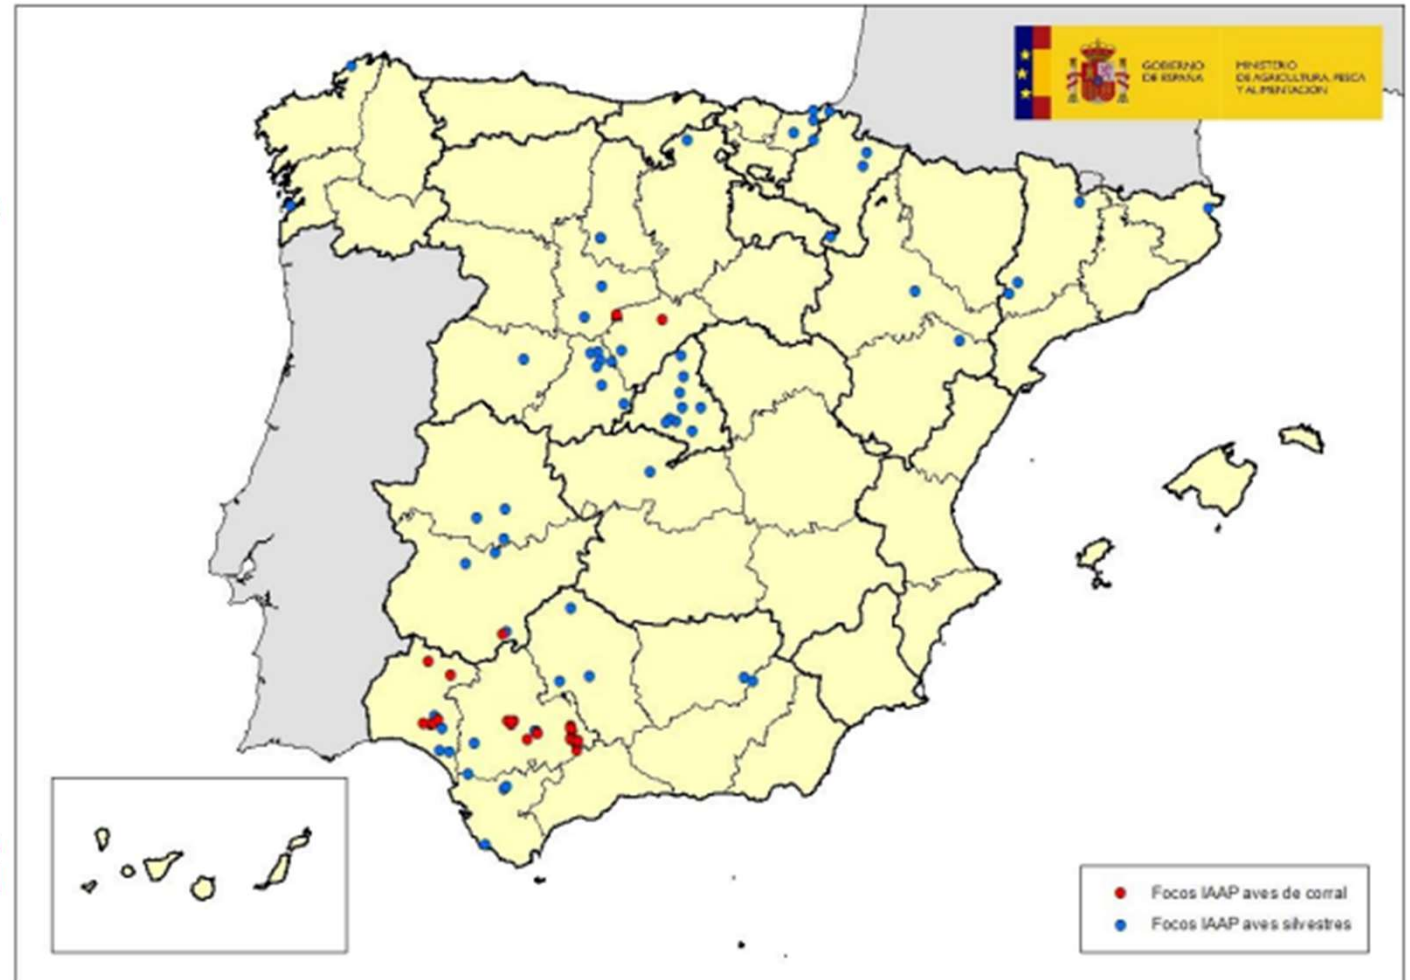 GOBIERNO
DE ESPAÑA
MINISTERIO
DE AGRICULTURA, PESCA
Y ALIMENTACIÓN
Focos IAAP aves de corral
Focos IAAP aves silvestres